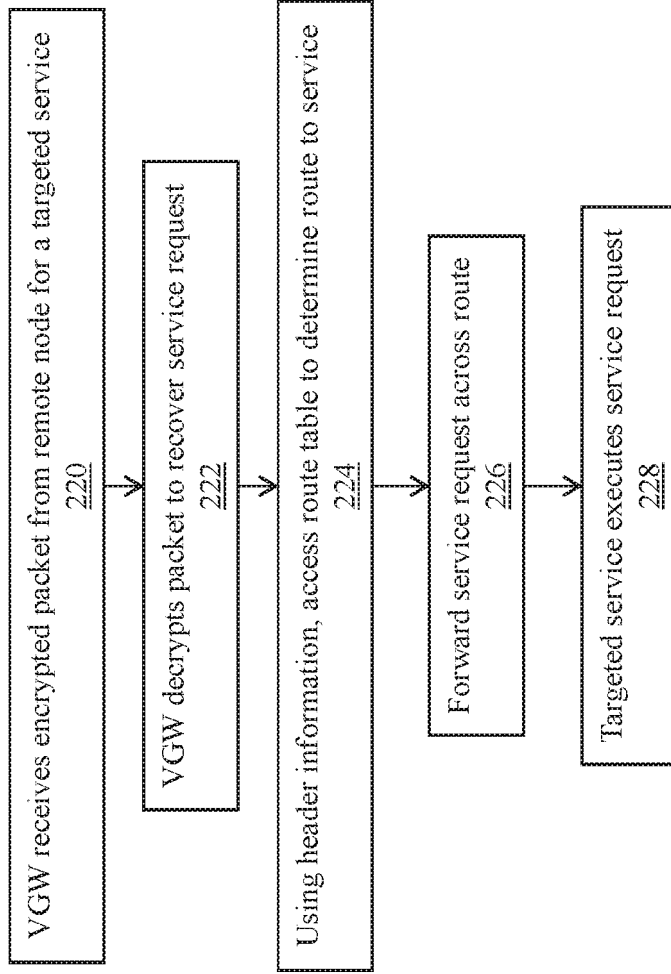 VGW receives encrypted packet from remote node for a targeted service
220
VGW decrypts packet to recover service request
222
Using header information, access route table to determine route to service
224
Forward service request across route
226
Targeted service executes service request
228